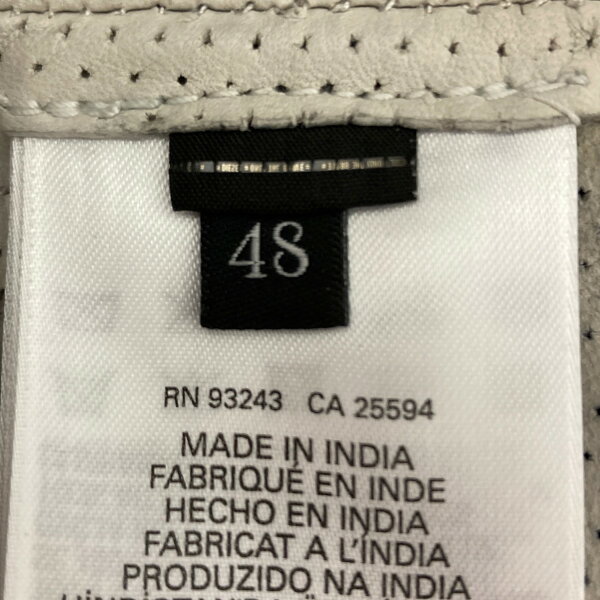 48
RN 93243 CA 25594
MADE IN INDIA
FABRIQUÉ EN INDE
HECHO EN INDIA
FABRICAT A L'ÍNDIA
PRODUZIDO NA INDIA